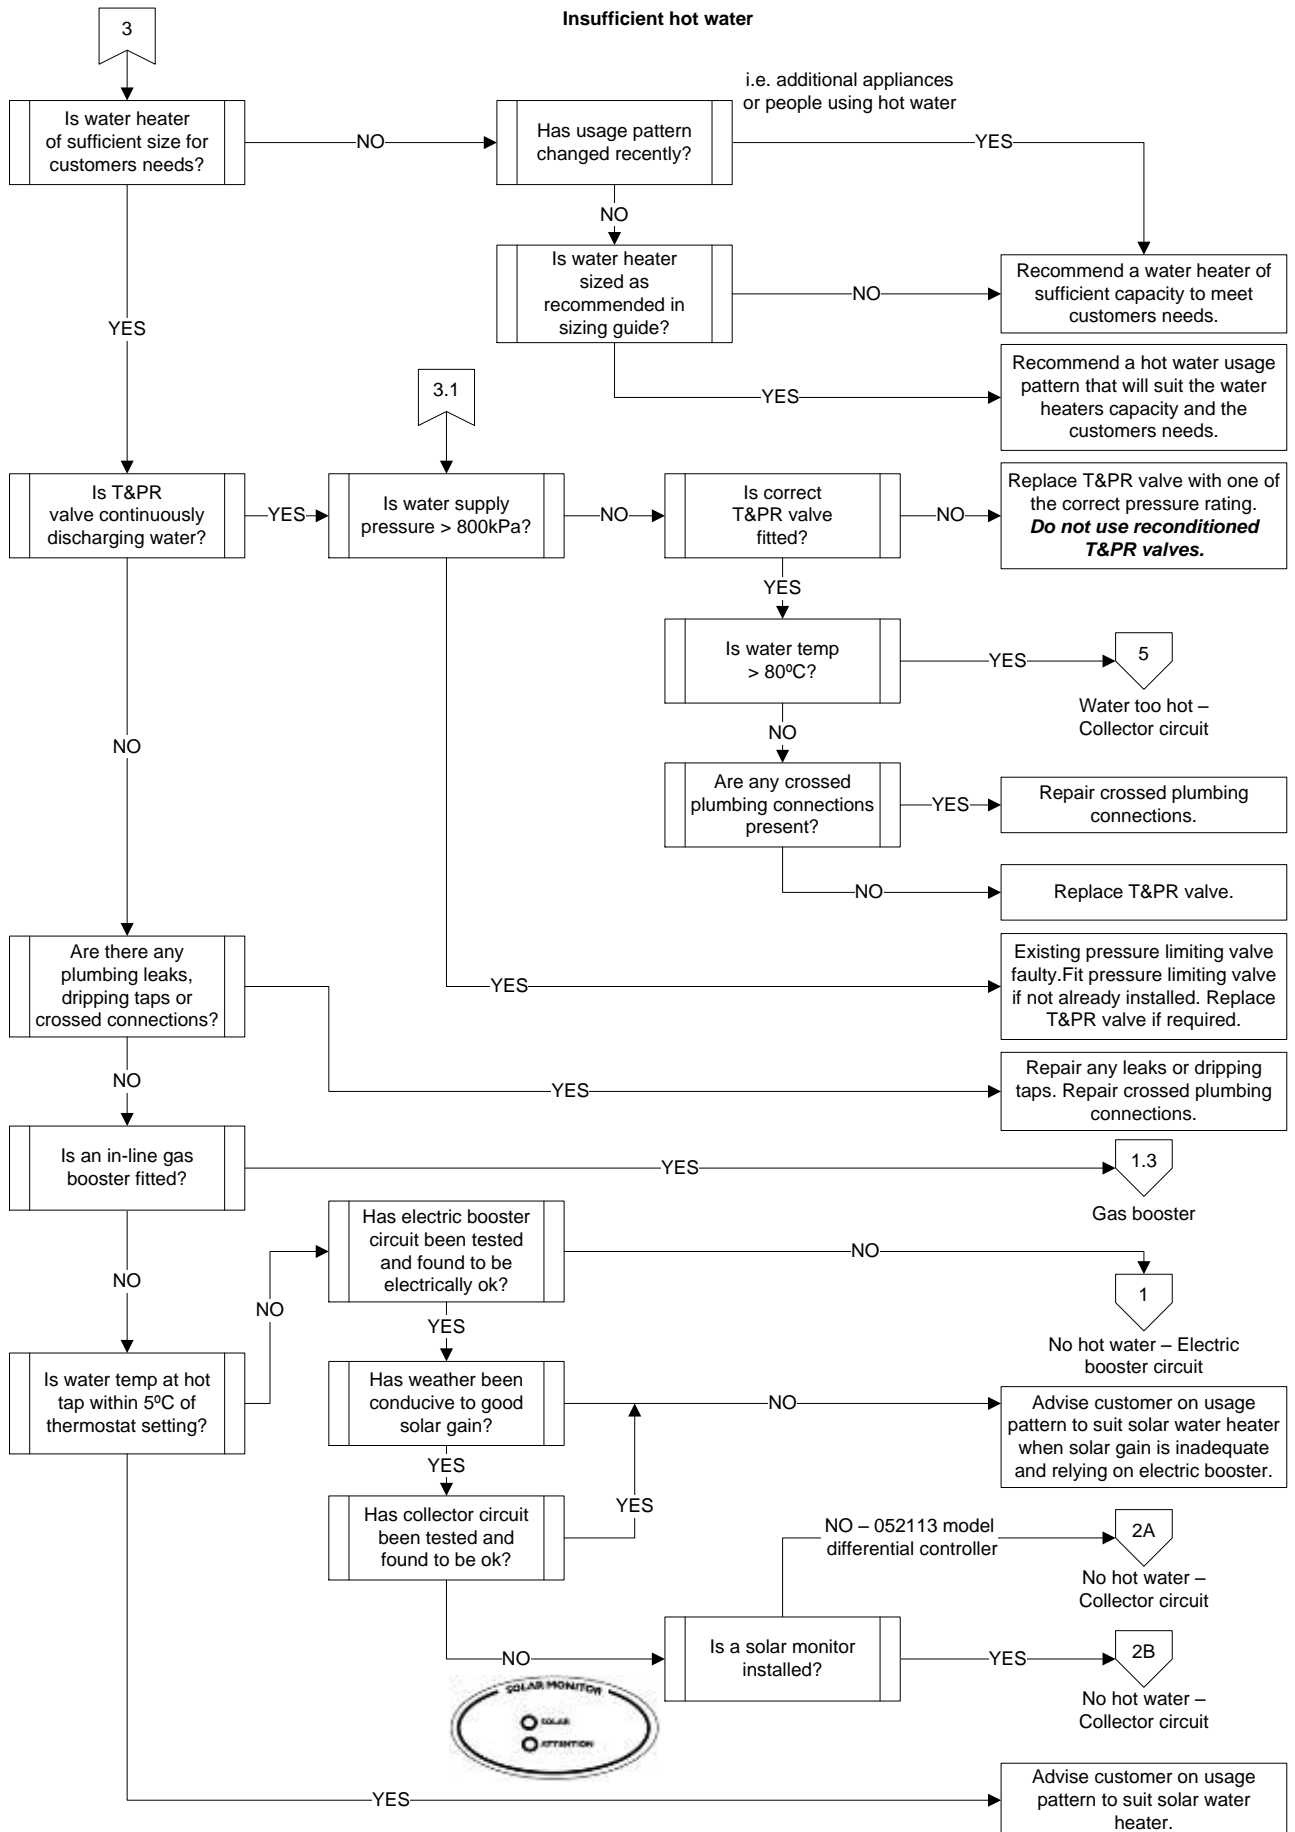 Insufficient hot water
3
i.e. additional appliances
or people using hot water
Is water heater
of sufficient size for
customers needs?
NO
Has usage pattern
changed recently?
YES
NO
Is water heater
sized as
recommended in
sizing guide?
NO
Recommend a water heater of
sufficient capacity to meet
customers needs.
YES
3.1
YES
Recommend a hot water usage
pattern that will suit the water
heaters capacity and the
customers needs.
Is T&PR
valve continuously
discharging water?
YES
Is water supply
pressure > 800kPa?
NO
Is correct
T&PR valve
fitted?
NO
Replace T&PR valve with one of
the correct pressure rating.
Do not use reconditioned
T&PR valves.
YES
Is water temp
> 80ºC?
YES
5
Water too hot –
Collector circuit
NO
NO
Are any crossed
plumbing connections
present?
YES
Repair crossed plumbing
connections.
NO
Replace T&PR valve.
Are there any
plumbing leaks,
dripping taps or
crossed connections?
YES
Existing pressure limiting valve
faulty.Fit pressure limiting valve
if not already installed. Replace
T&PR valve if required.
NO
YES
Repair any leaks or dripping
taps. Repair crossed plumbing
connections.
Is an in-line gas
booster fitted?
YES
1.3
Gas booster
Has electric booster
circuit been tested
and found to be
electrically ok?
NO
NO
NO
1
No hot water – Electric
booster circuit
YES
Is water temp at hot
tap within 5ºC of
thermostat setting?
Has weather been
conducive to good
solar gain?
NO
Advise customer on usage
pattern to suit solar water heater
when solar gain is inadequate
and relying on electric booster.
YES
YES
Has collector circuit
been tested and
found to be ok?
NO – 052113 model
differential controller
2A
No hot water –
Collector circuit
NO
Is a solar monitor
installed?
YES
2B
No hot water –
Collector circuit
SOLAR MONITOR
SOLAR
ATTENTION
YES
Advise customer on usage
pattern to suit solar water
heater.